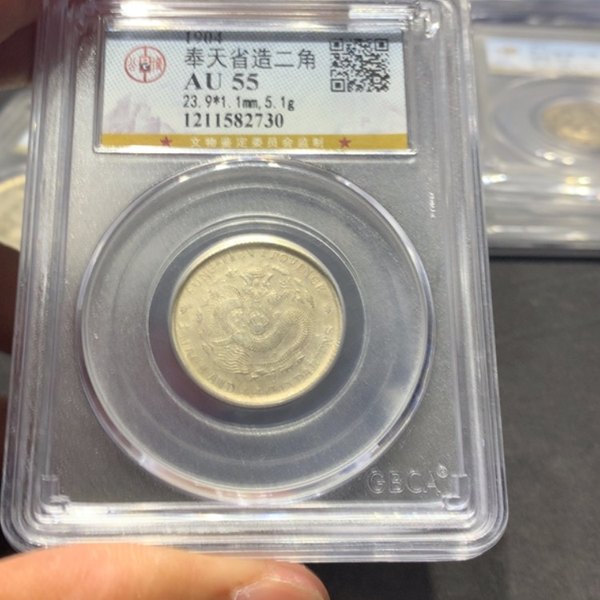 1904
奉天省造二角
AU 55
23.9*1.1mm,5.1g
1211582730
★ 文物鉴定委员会监制 ★
PROVINCE
GBCA®